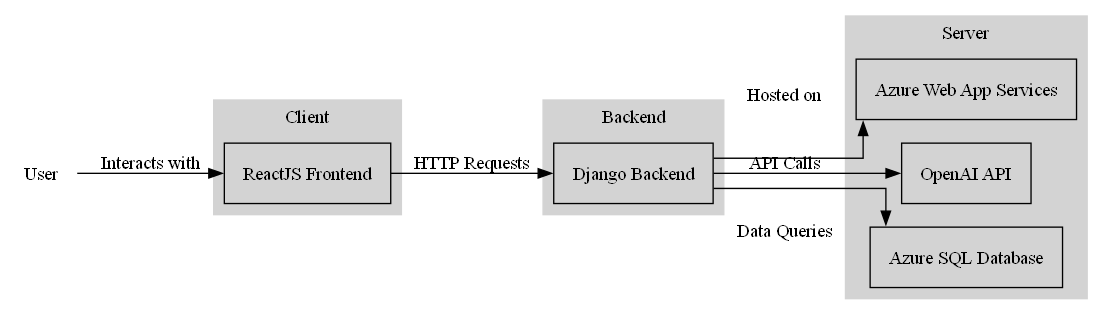 User
Interacts with
Client
ReactJS Frontend
HTTP Requests
Backend
Django Backend
Hosted on
API Calls
Data Queries
Server
Azure Web App Services
OpenAI API
Azure SQL Database